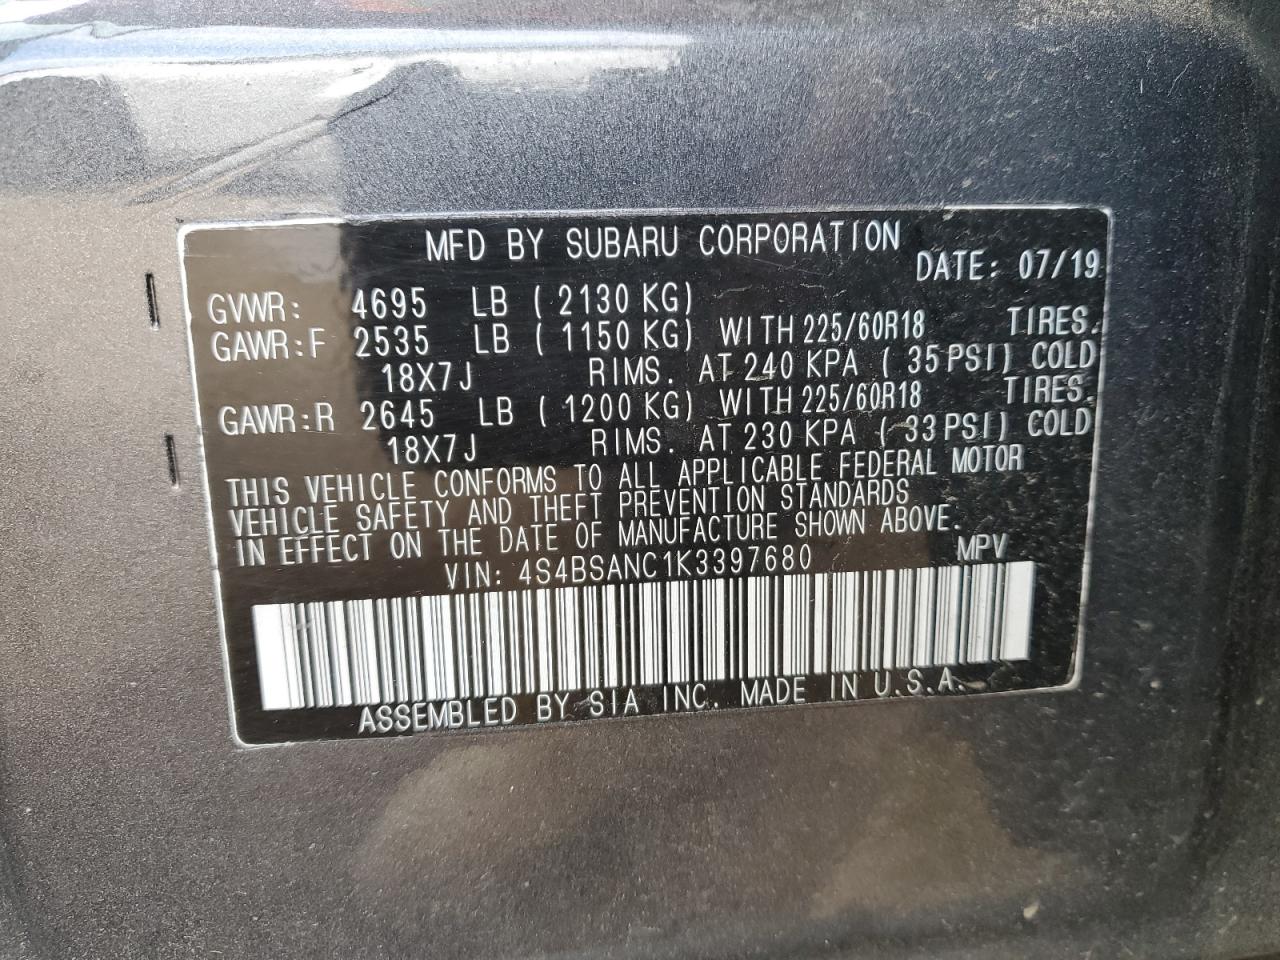 MFD BY SUBARU CORPORATION
DATE: 07/19
GVWR: 4695 LB ( 2130 KG)
GAWR:F 2535 LB ( 1150 KG) WITH 225/60R18 TIRES.
18X7J RIMS. AT 240 KPA ( 35 PSI) COLD
GAWR:R 2645 LB ( 1200 KG) WITH 225/60R18 TIRES.
18X7J RIMS. AT 230 KPA ( 33 PSI) COLD
THIS VEHICLE CONFORMS TO ALL APPLICABLE FEDERAL MOTOR
VEHICLE SAFETY AND THEFT PREVENTION STANDARDS
IN EFFECT ON THE DATE OF MANUFACTURE SHOWN ABOVE.
VIN: 4S4BSANC1K3397680 MPV
ASSEMBLED BY SIA INC. MADE IN U.S.A.